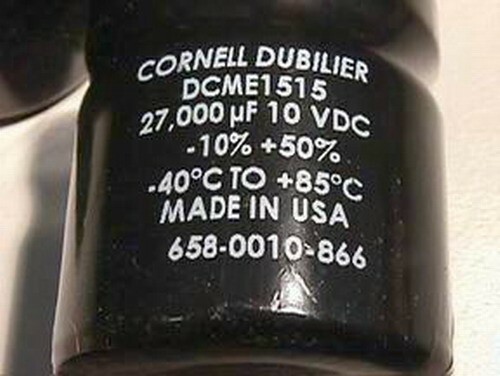 CORNELL DUBILIER
DCME1515
27,000 µF 10 VDC
-10% +50%
-40°C TO +85°C
MADE IN USA
658-0010-866